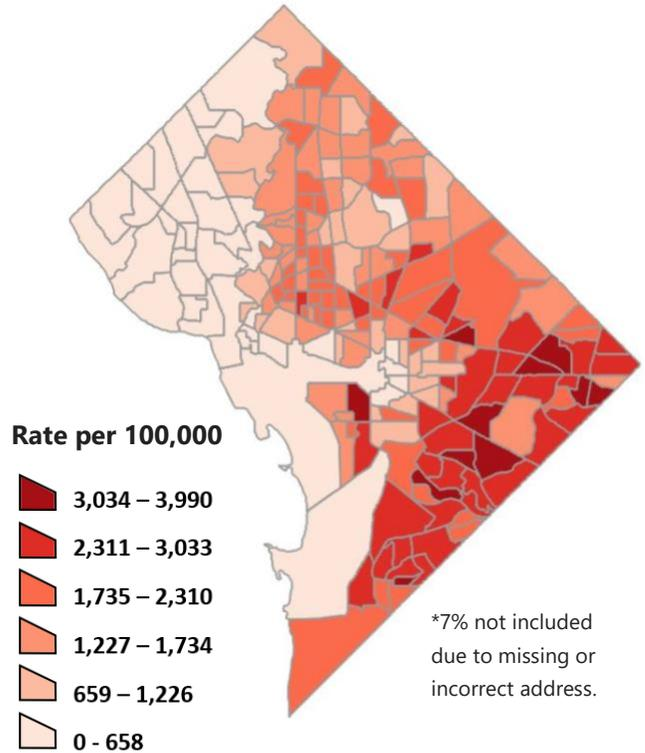 Rate per 100,000
3,034 – 3,990
2,311 – 3,033
1,735 – 2,310
1,227 – 1,734
659 – 1,226
0 - 658
*7% not included
due to missing or
incorrect address.